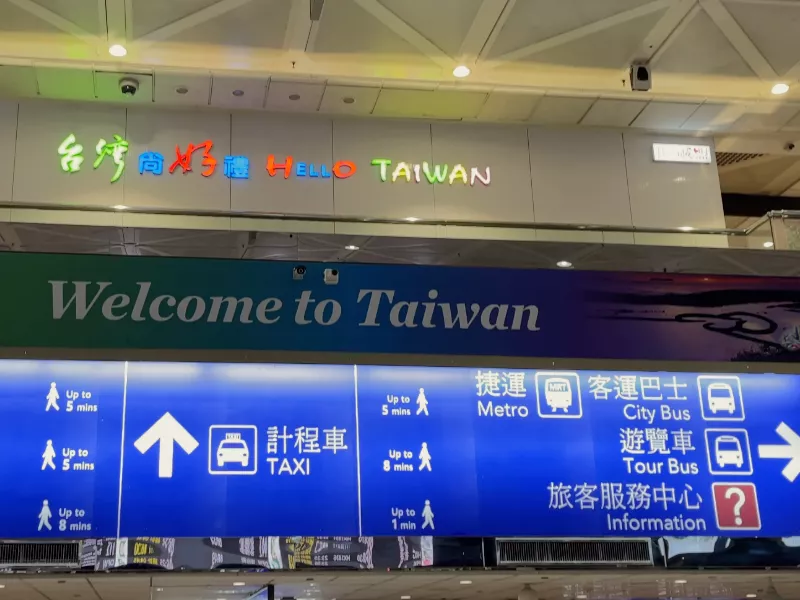 台灣尚好禮 HELLO TAIWAN
Welcome to Taiwan
Up to
5 mins
Up to
5 mins
Up to
8 mins
計程車
TAXI
Up to
5 min
Up to
8 mins
Up to
1 min
捷運
MRT
Metro
客運巴士
City Bus
遊覽車
Tour Bus
旅客服務中心
?
Information